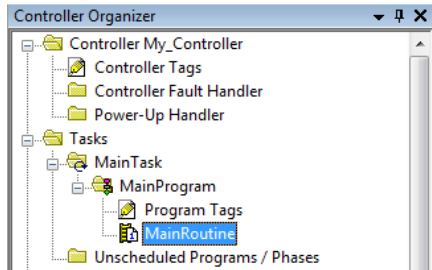 Controller Organizer
Controller My_Controller
Controller Tags
Controller Fault Handler
Power-Up Handler
Tasks
MainTask
MainProgram
Program Tags
MainRoutine
Unscheduled Programs / Phases